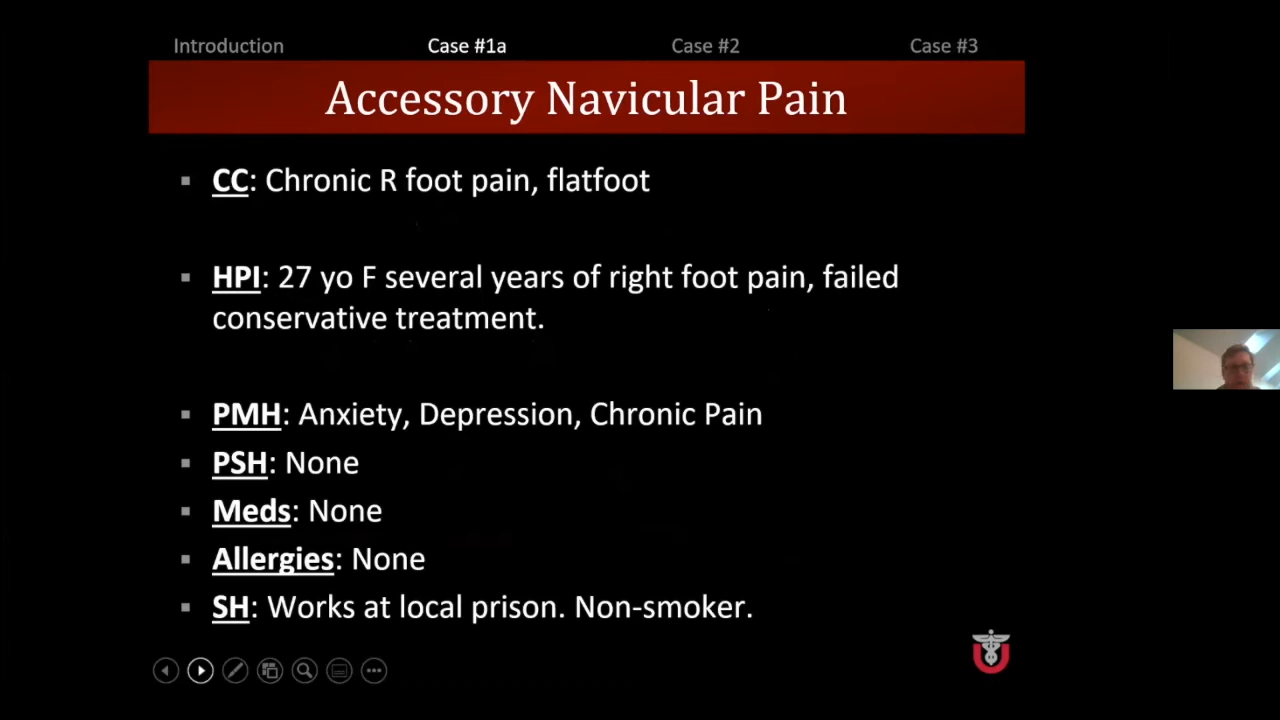 Introduction Case #1a Case #2 Case #3
Accessory Navicular Pain
▪ CC: Chronic R foot pain, flatfoot
▪ HPI: 27 yo F several years of right foot pain, failed
conservative treatment.
▪ PMH: Anxiety, Depression, Chronic Pain
▪ PSH: None
▪ Meds: None
▪ Allergies: None
▪ SH: Works at local prison. Non-smoker.